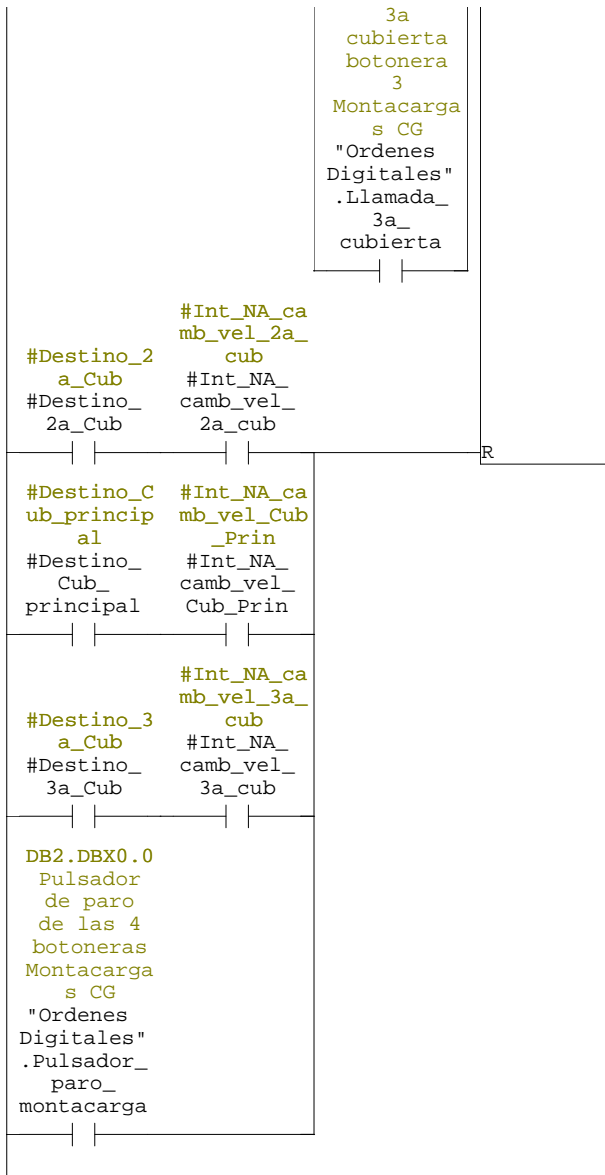 3a
cubierta
botonera
3
Montacarga
s CG
"Ordenes
Digitales"
.Llamada_
3a_
cubierta
#Destino_2
a_Cub
#Destino_
2a_Cub
#Int_NA_ca
mb_vel_2a_
cub
#Int_NA_
camb_vel_
2a_cub
R
#Destino_C
ub_princip
al
#Destino_
Cub_
principal
#Int_NA_ca
mb_vel_Cub
_Prin
#Int_NA_
camb_vel_
Cub_Prin
#Destino_3
a_Cub
#Destino_
3a_Cub
#Int_NA_ca
mb_vel_3a_
cub
#Int_NA_
camb_vel_
3a_cub
DB2.DBX0.0
Pulsador
de paro
de las 4
botoneras
Montacarga
s CG
"Ordenes
Digitales"
.Pulsador_
paro_
montacarga